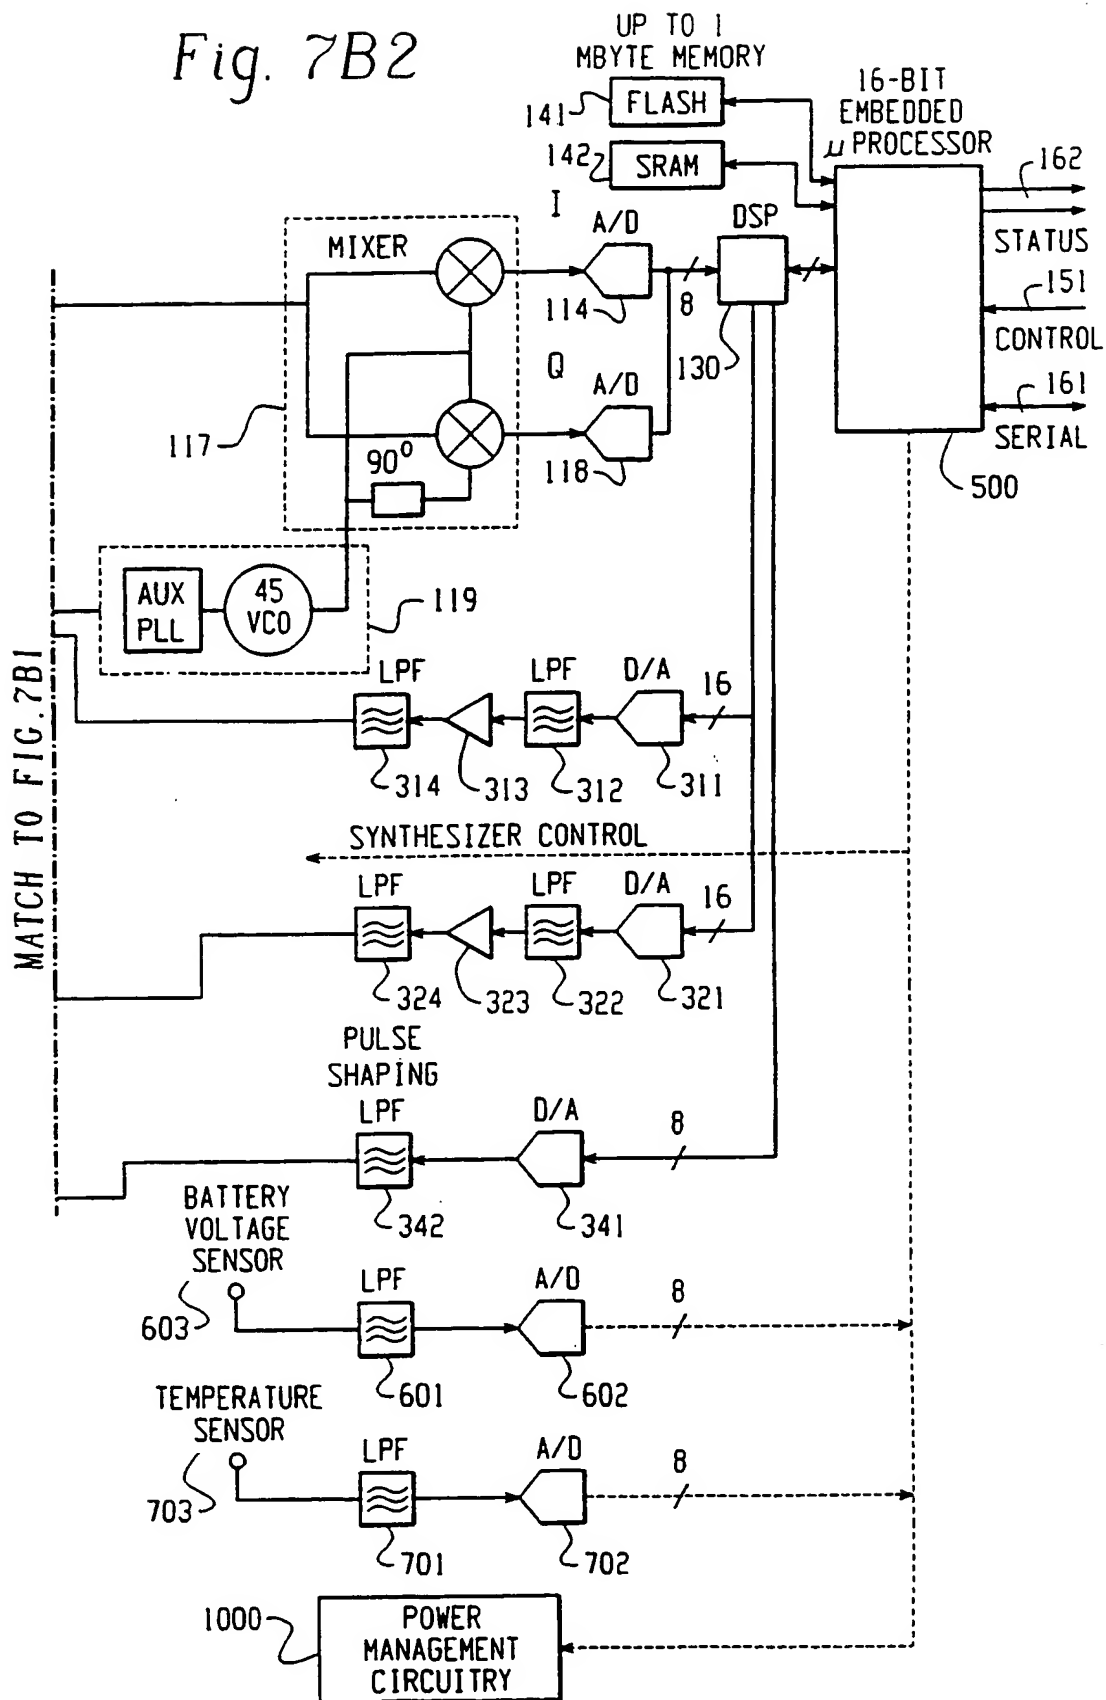 Fig. 7B2
UP TO 1
MBYTE MEMORY
141
FLASH
142
SRAM
16-BIT
EMBEDDED
µ PROCESSOR
162
STATUS
151
CONTROL
161
SERIAL
500
I
A/D
114
DSP
8
130
MIXER
Q
A/D
118
117
90°
AUX
PLL
45
VCO
119
MATCH TO FIG.7B1
LPF
LPF
D/A
16
314
313
312
311
SYNTHESIZER CONTROL
LPF
LPF
D/A
16
324
323
322
321
PULSE
SHAPING
LPF
D/A
8
342
341
BATTERY
VOLTAGE
SENSOR
603
LPF
A/D
8
601
602
TEMPERATURE
SENSOR
703
LPF
A/D
8
701
702
1000
POWER
MANAGEMENT
CIRCUITRY